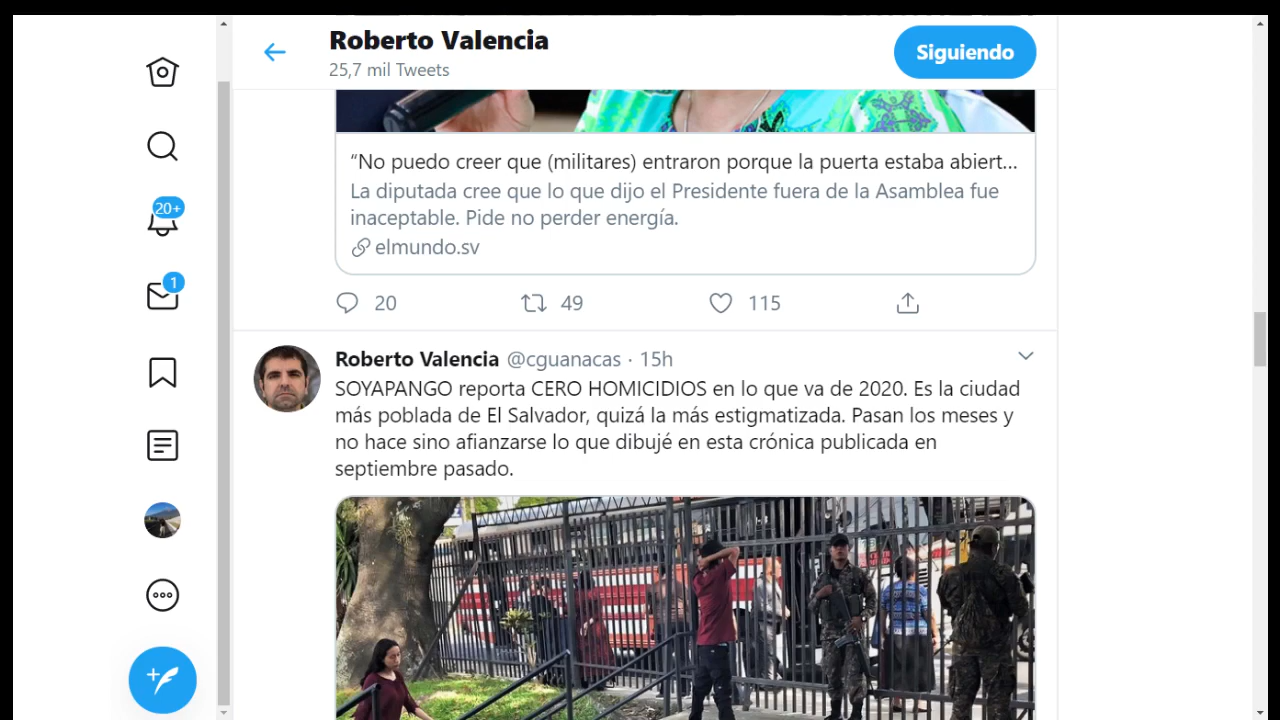 Roberto Valencia
25,7 mil Tweets
Siguiendo
“No puedo creer que (militares) entraron porque la puerta estaba abiert...
La diputada cree que lo que dijo el Presidente fuera de la Asamblea fue
inaceptable. Pide no perder energía.
elmundo.sv
20 49 115
20+
1
Roberto Valencia @cguanacas · 15h
SOYAPANGO reporta CERO HOMICIDIOS en lo que va de 2020. Es la ciudad
más poblada de El Salvador, quizá la más estigmatizada. Pasan los meses y
no hace sino afianzarse lo que dibujé en esta crónica publicada en
septiembre pasado.